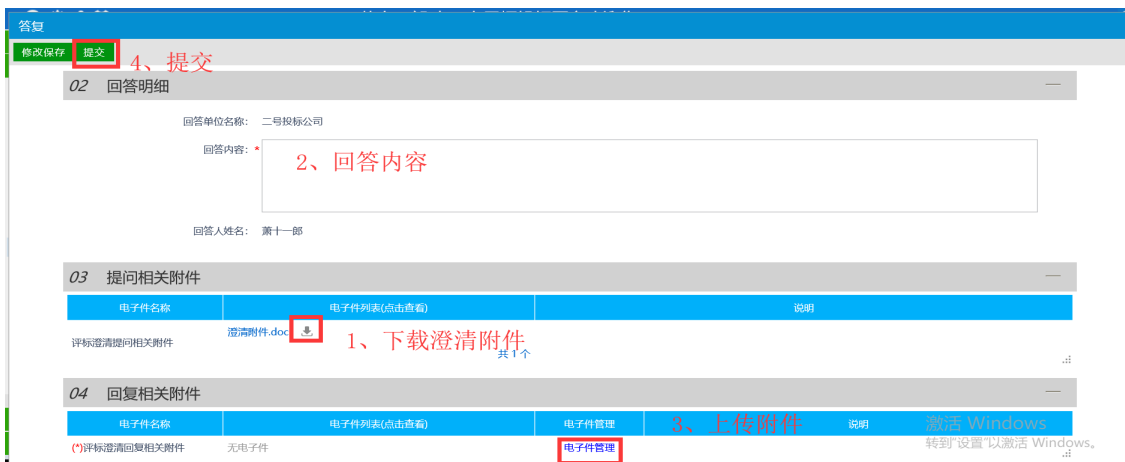 答复
修改保存 提交
4、提交
02 回答明细
回答单位名称： 二号投标公司
回答内容：*
2、回答内容
回答人姓名： 萧十一郎
03 提问相关附件
电子件名称 电子件列表(点击查看) 说明
评标澄清提问相关附件 澄清附件.doc 1、下载澄清附件
共1个
04 回复相关附件
电子件名称 电子件列表(点击查看) 电子件管理 3、上传附件 说明
(*)评标澄清回复相关附件 无电子件 电子件管理
激活 Windows
转到"设置"以激活 Windows。